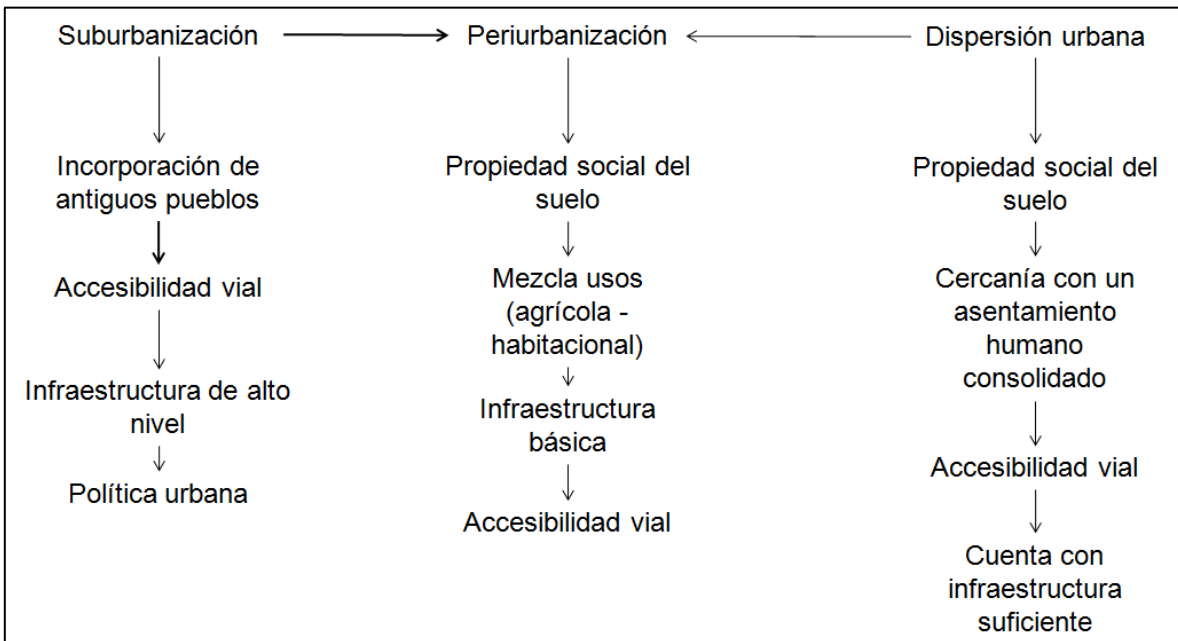 Suburbanización
Periurbanización
Dispersión urbana
Incorporación de
antiguos pueblos
Accesibilidad vial
Infraestructura de alto
nivel
Política urbana
Propiedad social del
suelo
Mezcla usos
(agrícola -
habitacional)
Infraestructura
básica
Accesibilidad vial
Propiedad social del
suelo
Cercanía con un
asentamiento
humano
consolidado
Accesibilidad vial
Cuenta con
infraestructura
suficiente